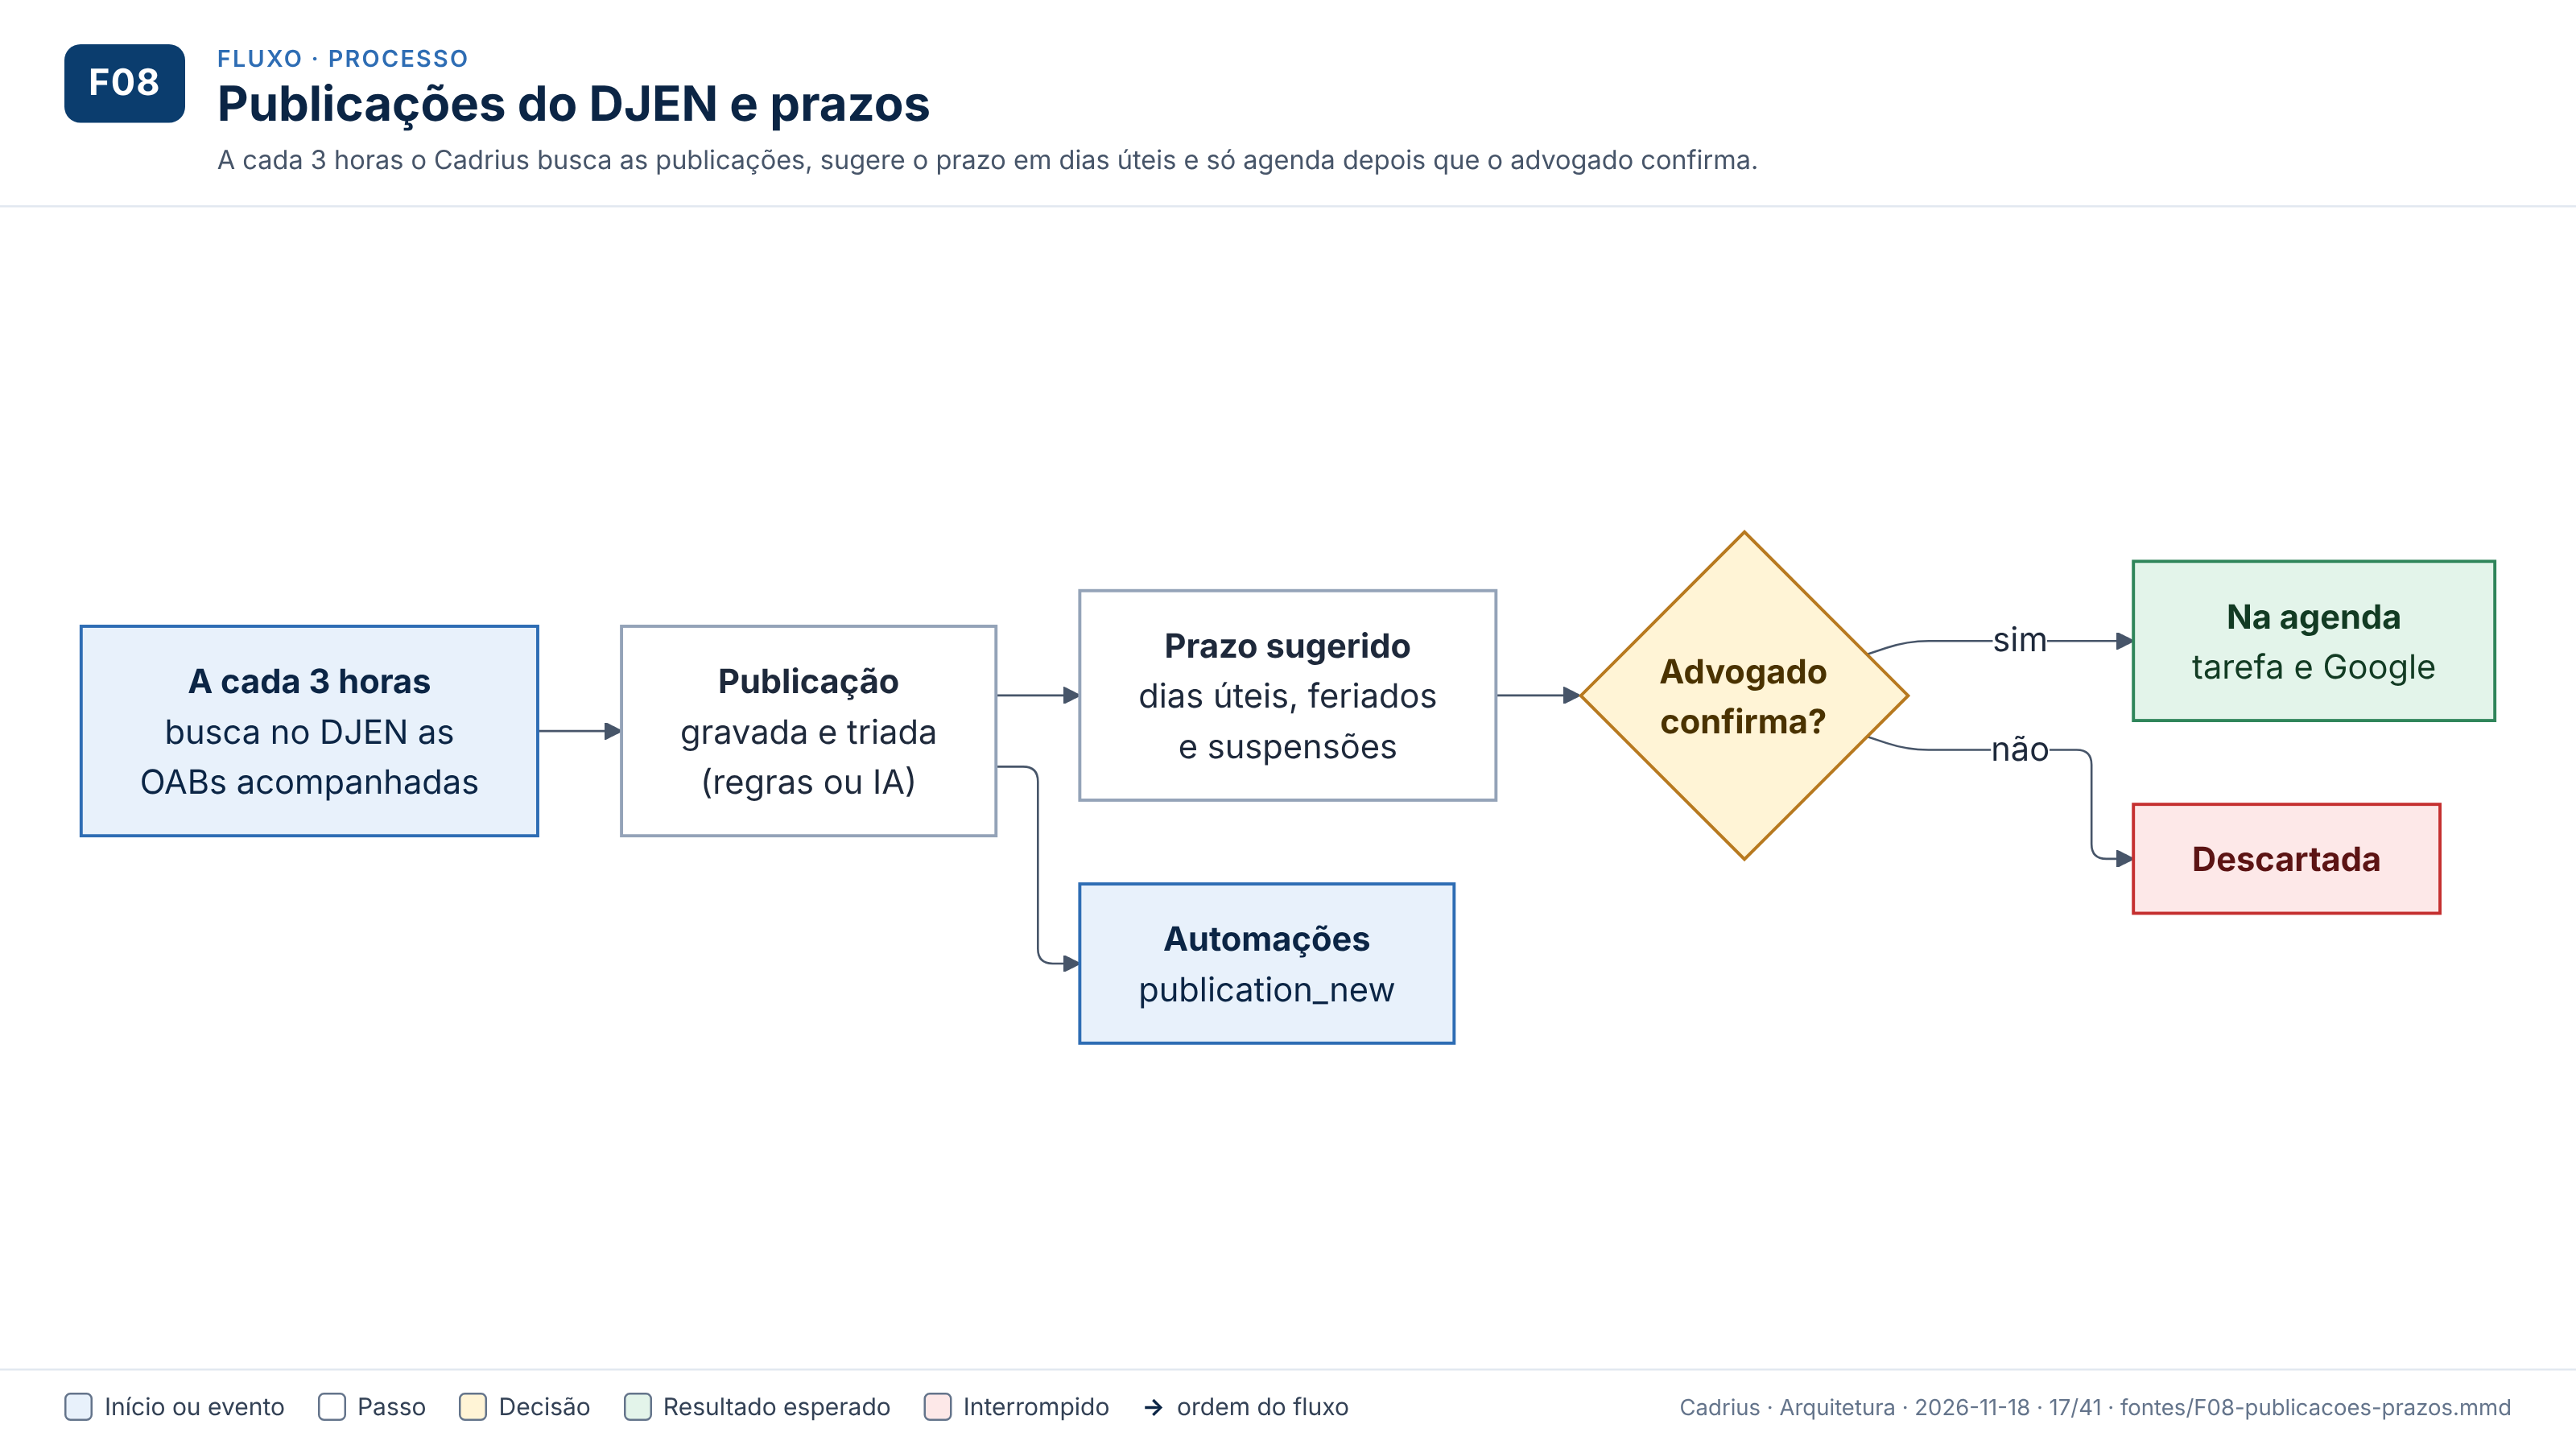 F08
FLUXO · PROCESSO
Publicações do DJEN e prazos
A cada 3 horas o Cadrius busca as publicações, sugere o prazo em dias úteis e só agenda depois que o advogado confirma.
A cada 3 horas
busca no DJEN as
OABs acompanhadas
Publicação
gravada e triada
(regras ou IA)
Prazo sugerido
dias úteis, feriados
e suspensões
Automações
publication_new
Advogado
confirma?
sim
não
Na agenda
tarefa e Google
Descartada
Início ou evento
Passo
Decisão
Resultado esperado
Interrompido
→ ordem do fluxo
Cadrius · Arquitetura · 2026-11-18 · 17/41 · fontes/F08-publicacoes-prazos.mmd